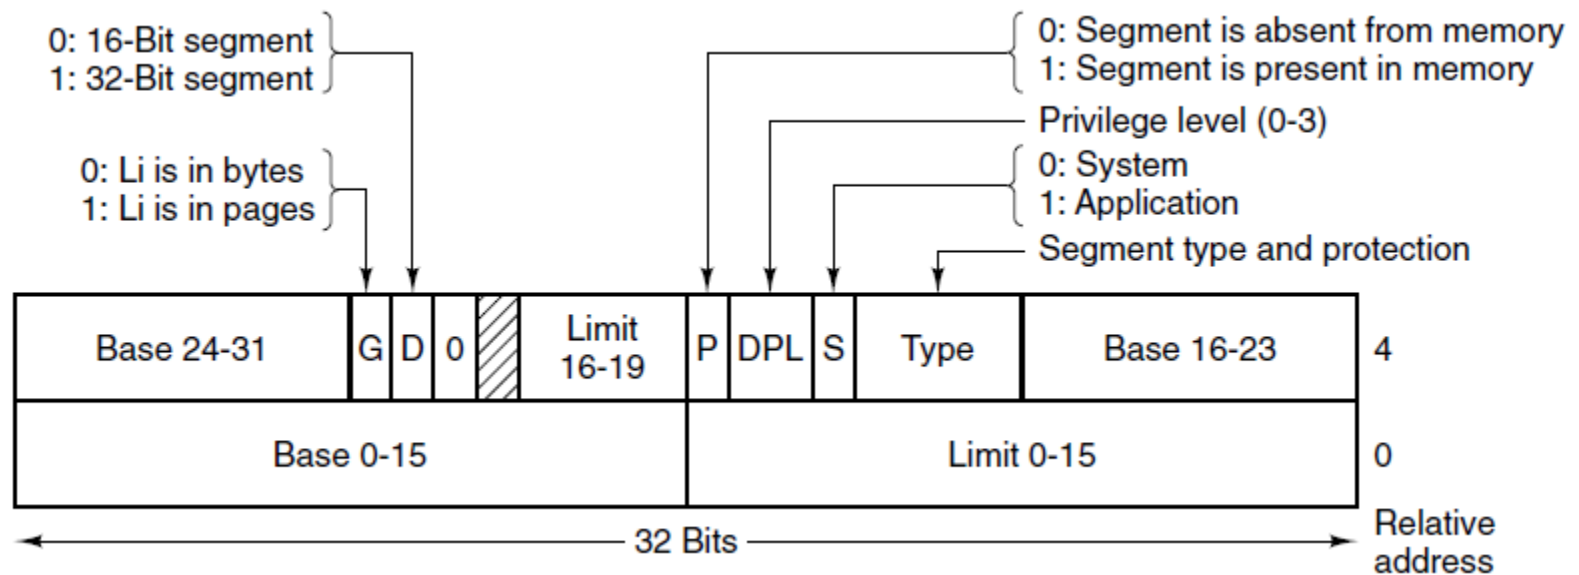 0: 16-Bit segment
1: 32-Bit segment
0: Li is in bytes
1: Li is in pages
0: Segment is absent from memory
1: Segment is present in memory
Privilege level (0-3)
0: System
1: Application
Segment type and protection
Base 24-31
G
D
0
Limit
16-19
P
DPL
S
Type
Base 16-23
4
Base 0-15
Limit 0-15
0
32 Bits
Relative
address